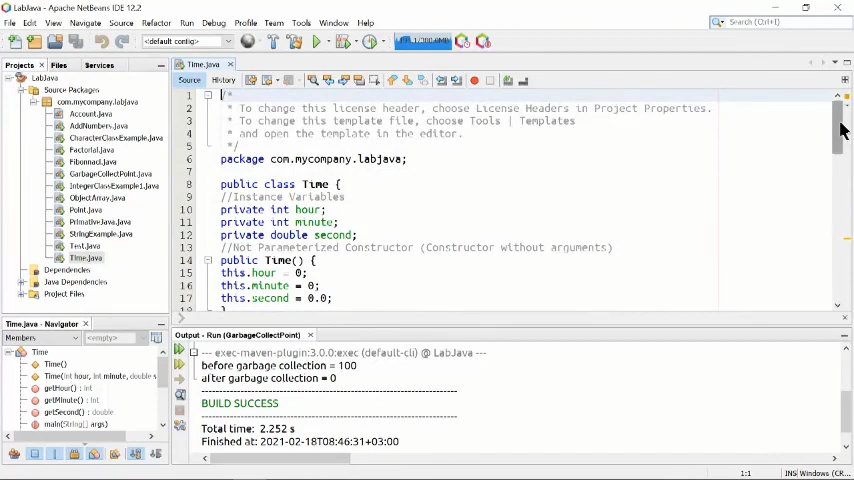 LabJava - Apache NetBeans IDE 12.2
File Edit View Navigate Source Refactor Run Debug Profile Team Tools Window Help
Search (Ctrl+I)
<default config>
Projects Files Services
Time.java
Source History
LabJava
Source Packages
com.mycompany.labjava
Account.java
AddNumbers.java
CharacterClassExample.java
Factorial.java
Fibonnaci.java
GarbageCollectPoint.java
IntegerClassExample1.java
ObjectArray.java
Point.java
PrimativeJava.java
StringExample.java
Test.java
Time.java
Dependencies
Java Dependencies
Project Files
1 /*
2 * To change this license header, choose License Headers in Project Properties.
3 * To change this template file, choose Tools | Templates
4 * and open the template in the editor.
5 */
6 package com.mycompany.labjava;
7
8 public class Time {
9 //Instance Variables
10 private int hour;
11 private int minute;
12 private double second;
13 //Not Parameterized Constructor (Constructor without arguments)
14 public Time() {
15 this.hour = 0;
16 this.minute = 0;
17 this.second = 0.0;
Time.java - Navigator
Members <empty>
Time
Time()
Time(int hour, int minute, double s
getHour() : int
getMinute() : int
getSecond() : double
main(String[] args)
Output - Run (GarbageCollectPoint)
--- exec-maven-plugin:3.0.0:exec (default-cli) @ LabJava ---
before garbage collection = 100
after garbage collection = 0
------------------------------------------------------------------------
BUILD SUCCESS
------------------------------------------------------------------------
Total time: 2.252 s
Finished at: 2021-02-18T08:46:31+03:00
1:1 INS Windows (CR